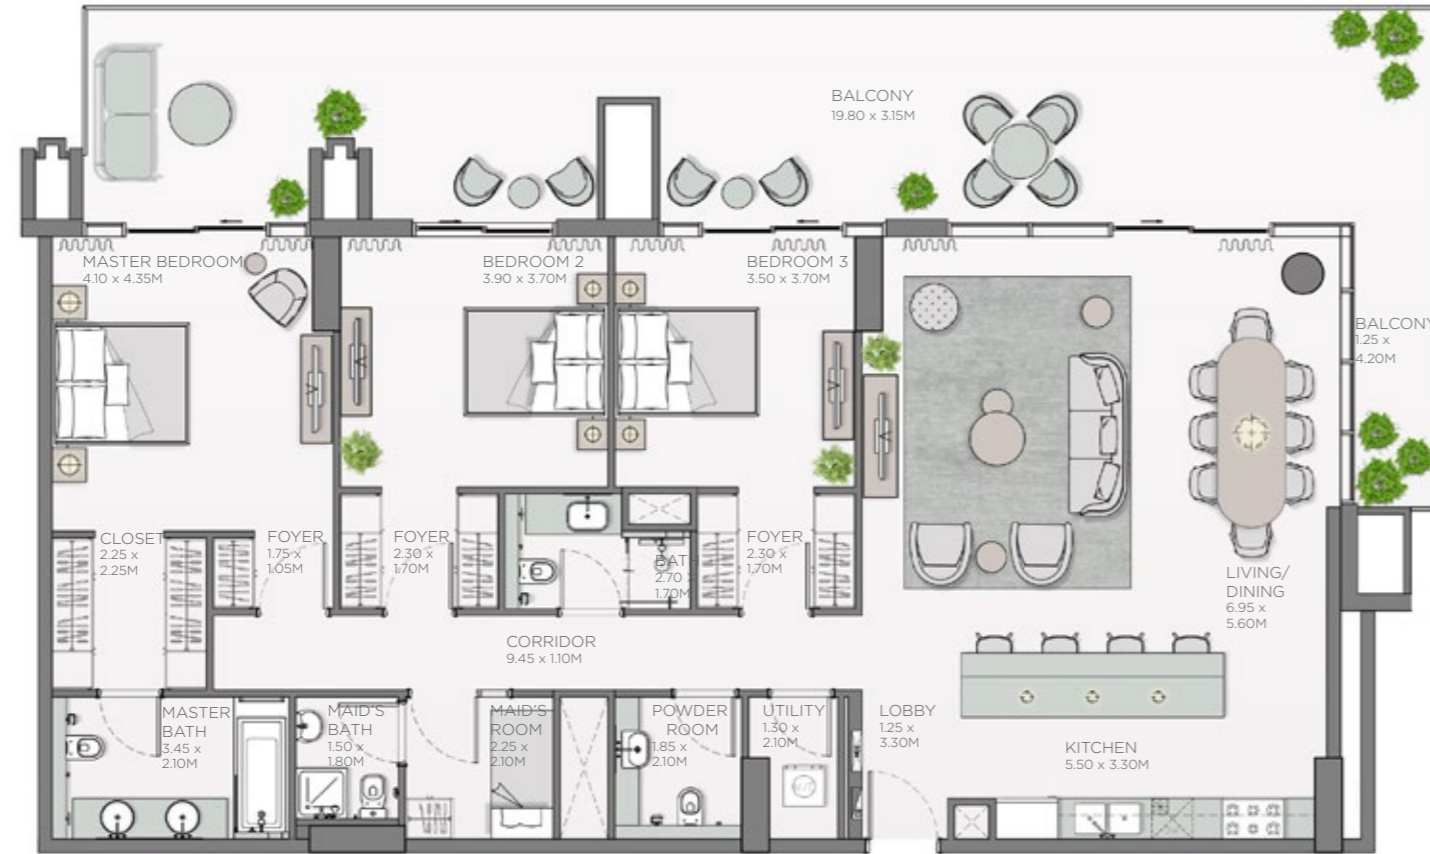 BALCONY
19.80 x 3.15M
MASTER BEDROOM
4.10 x 4.35M
BEDROOM 2
3.90 x 3.70M
BEDROOM 3
3.50 x 3.70M
BALCONY
1.25 x
4.20M
CLOSET
2.25 x
2.25M
FOYER
1.75 x
1.05M
FOYER
2.30 x
1.70M
BATH
2.70 x
1.70M
FOYER
2.30 x
1.70M
LIVING/
DINING
6.95 x
5.60M
CORRIDOR
9.45 x 1.10M
MASTER
BATH
3.45 x
2.10M
MAID'S
BATH
1.50 x
1.80M
MAID'S
ROOM
2.25 x
2.10M
POWDER
ROOM
1.85 x
2.10M
UTILITY
1.30 x
2.10M
LOBBY
1.25 x
3.30M
KITCHEN
5.50 x 3.30M